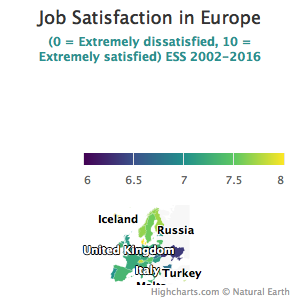 Job Satisfaction in Europe
(0 = Extremely dissatisfied, 10 =
Extremely satisfied) ESS 2002-2016
6 6.5 7 7.5 8
Iceland
Russia
United Kingdom
Italy
Turkey
Malta
Highcharts.com © Natural Earth